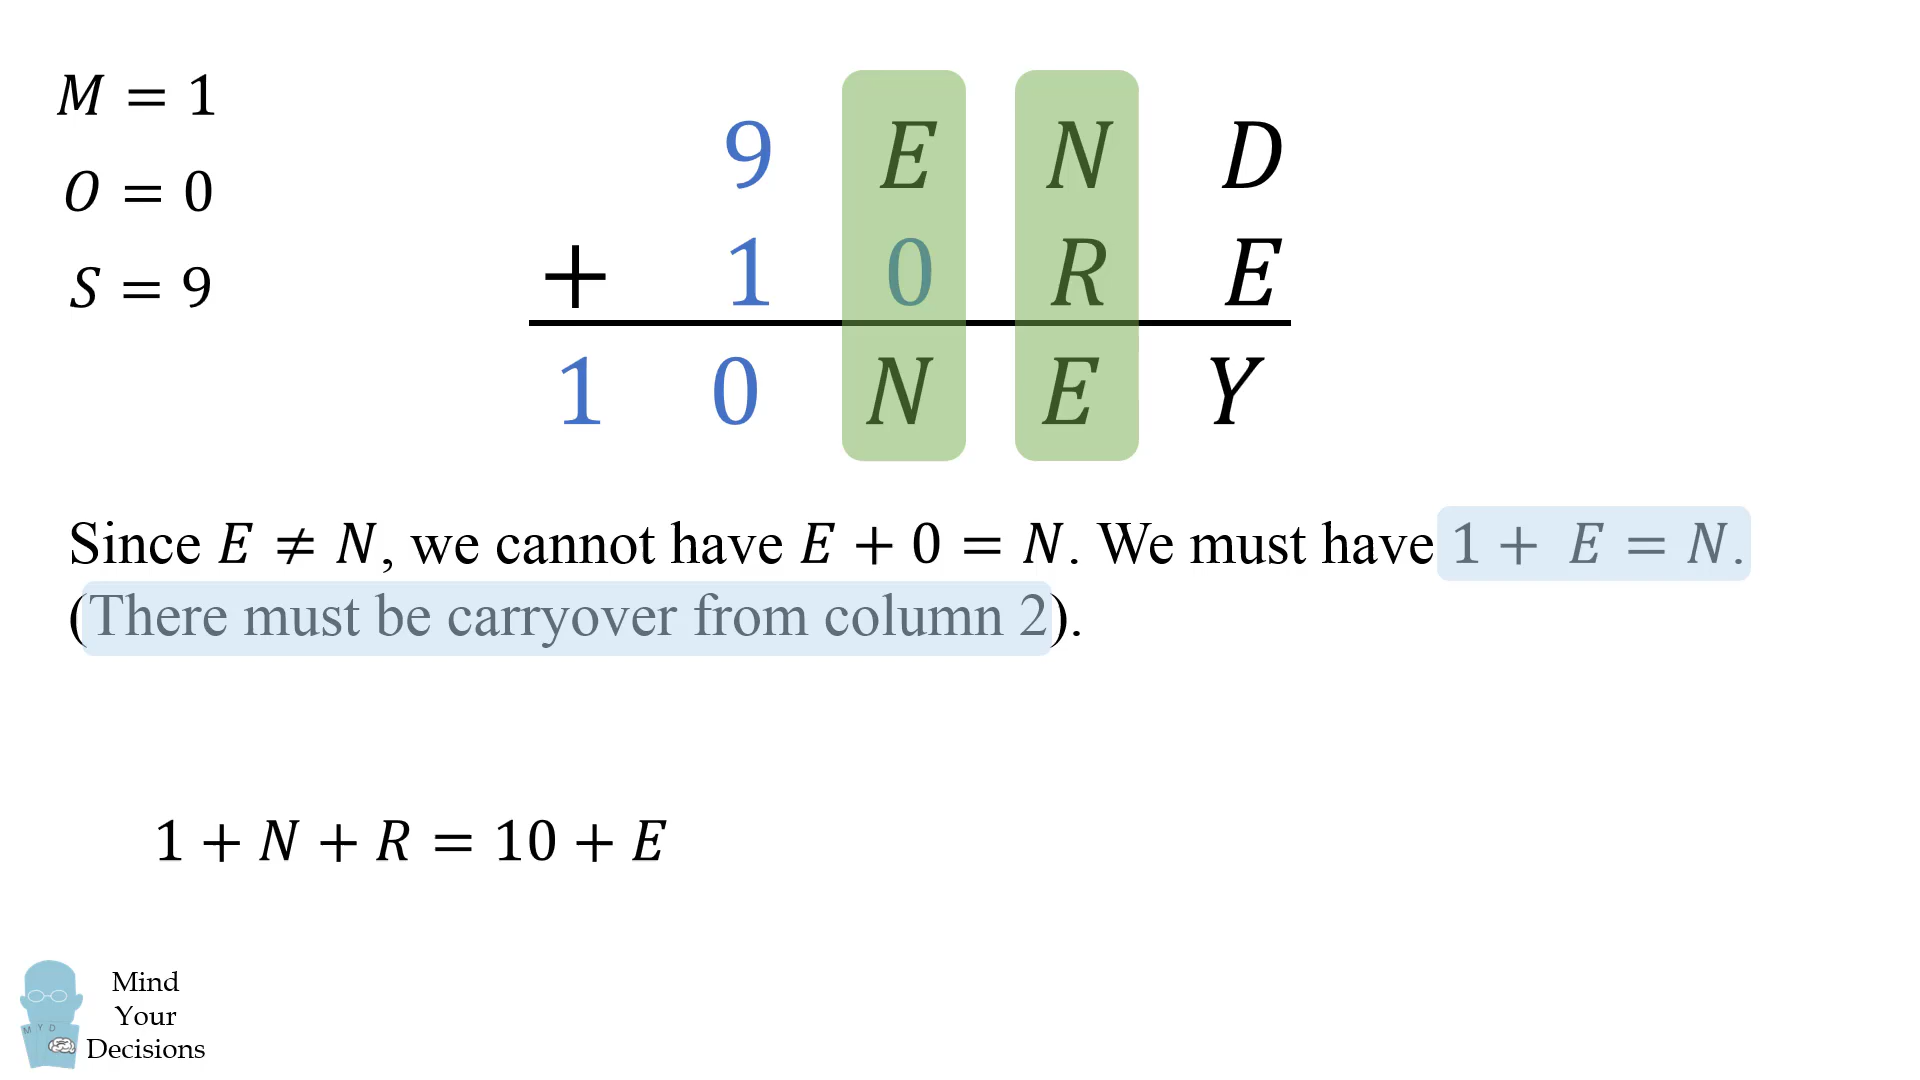 M = 1
O = 0
S = 9
9 E N D
+ 1 0 R E
1 0 N E Y
Since E ≠ N, we cannot have E + 0 = N. We must have 1 + E = N.
(There must be carryover from column 2).
1 + N + R = 10 + E
M Y D
Mind
Your
Decisions